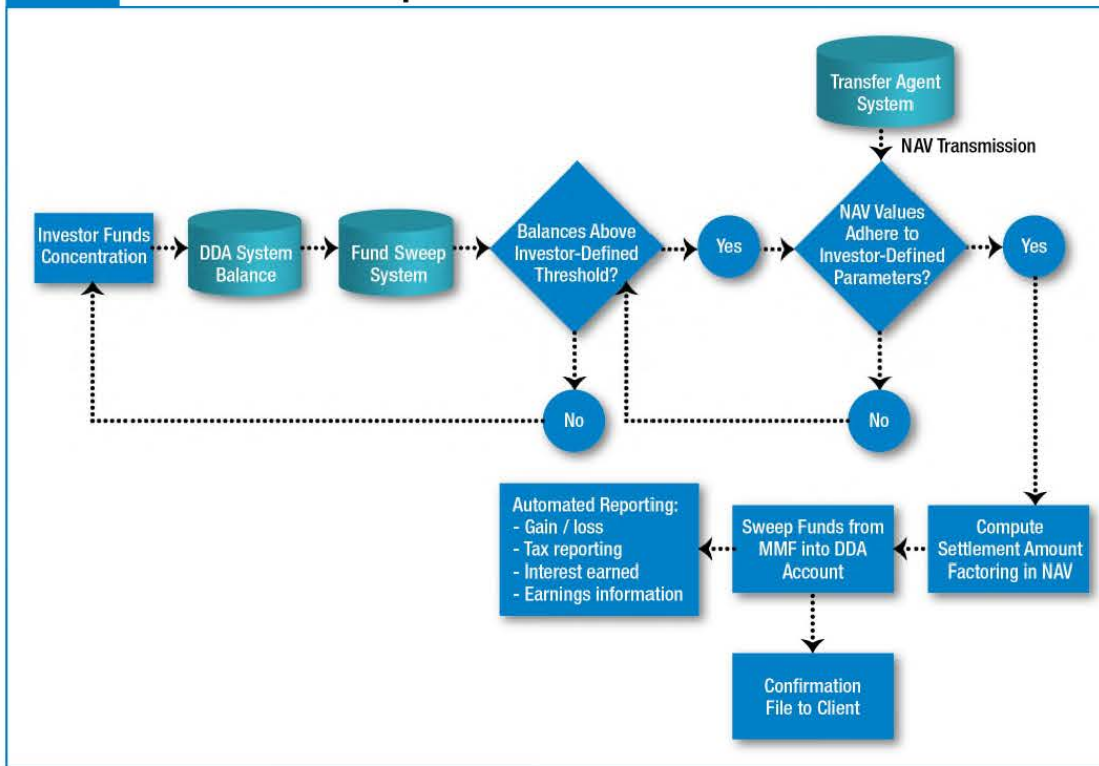 Transfer Agent
System
NAV Transmission
Investor Funds
Concentration
DDA System
Balance
Fund Sweep
System
Balances Above
Investor-Defined
Threshold?
Yes
NAV Values
Adhere to
Investor-Defined
Parameters?
Yes
No
No
Automated Reporting:
- Gain / loss
- Tax reporting
- Interest earned
- Earnings information
Sweep Funds from
MMF into DDA
Account
Compute
Settlement Amount
Factoring in NAV
Confirmation
File to Client